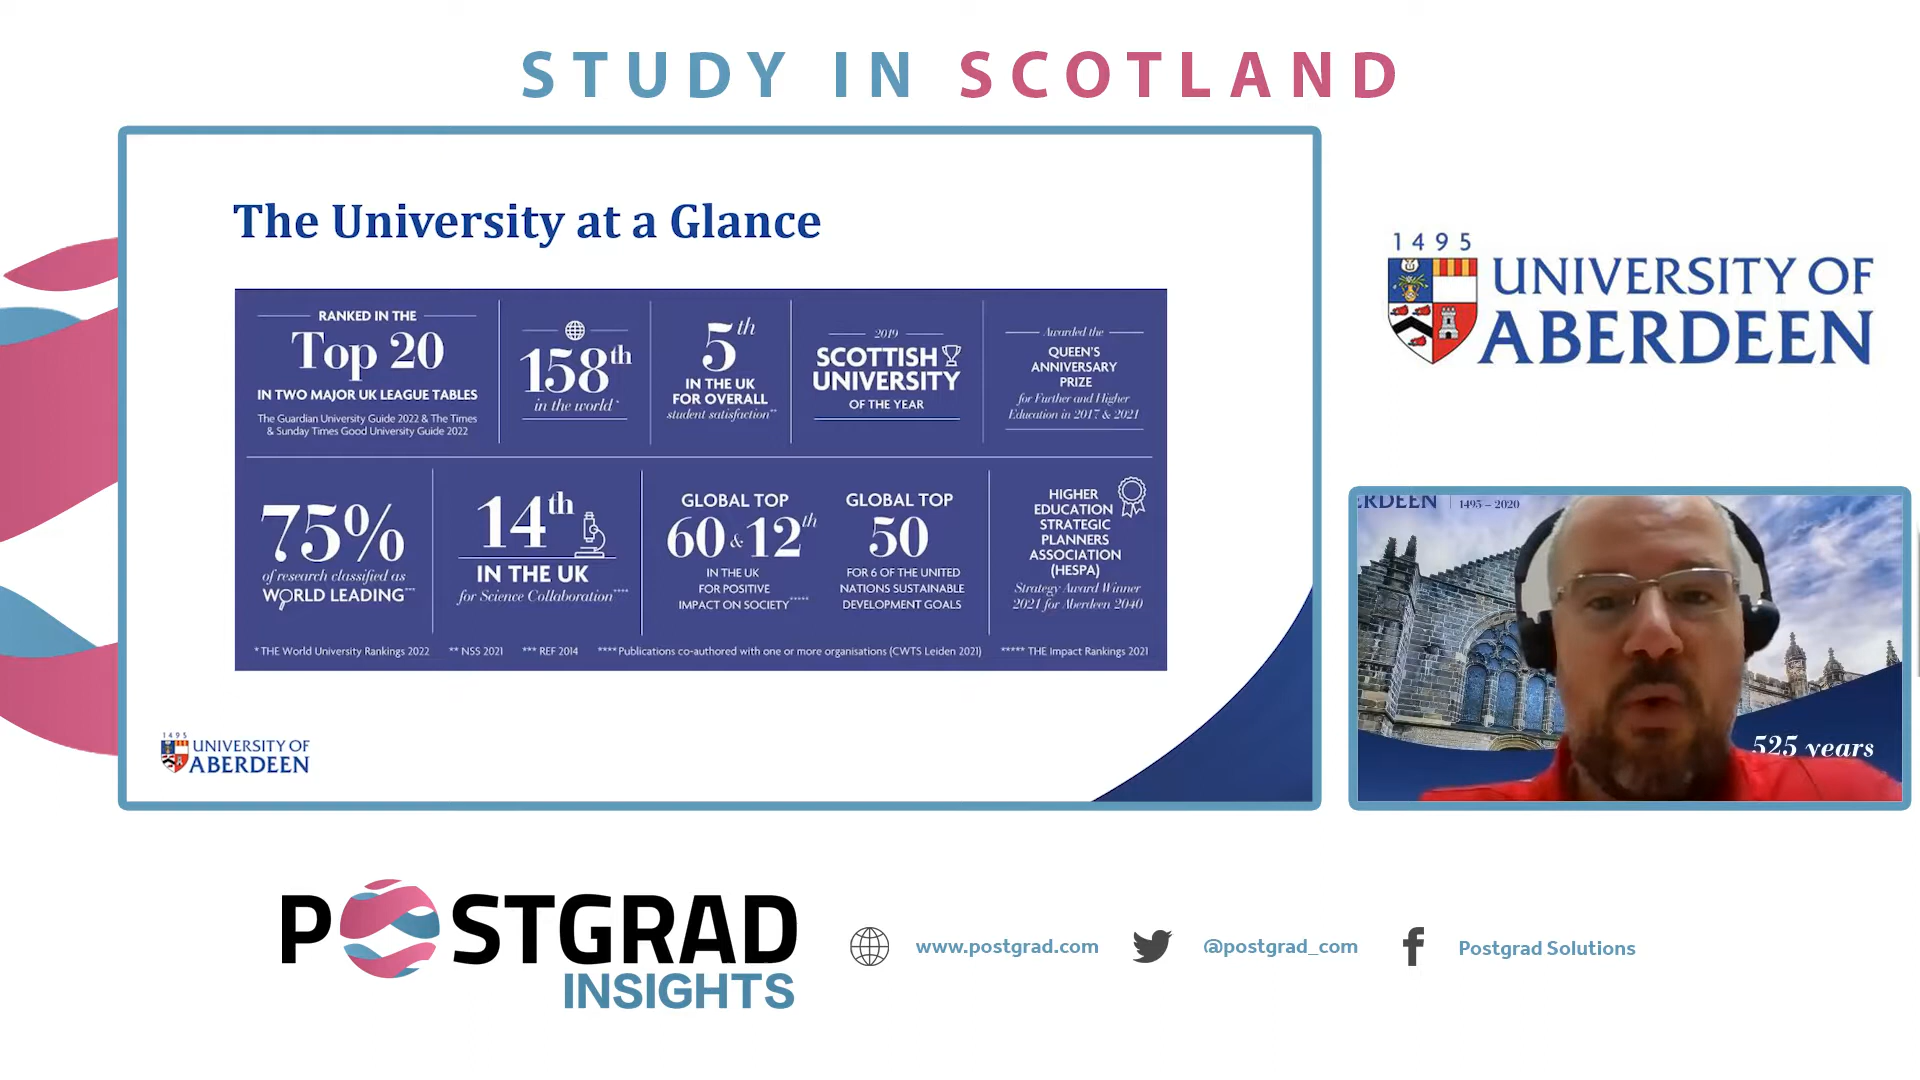 STUDY IN SCOTLAND
The University at a Glance
RANKED IN THE
Top 20
IN TWO MAJOR UK LEAGUE TABLES
The Guardian University Guide 2022 & The Times
& Sunday Times Good University Guide 2022
158th
in the world*
5th
IN THE UK
FOR OVERALL
student satisfaction**
2019
SCOTTISH
UNIVERSITY
OF THE YEAR
Awarded the
QUEEN'S
ANNIVERSARY
PRIZE
for Further and Higher
Education in 2017 & 2021
75%
of research classified as
WORLD LEADING***
14th
IN THE UK
for Science Collaboration****
GLOBAL TOP
60 & 12th
IN THE UK
FOR POSITIVE
IMPACT ON SOCIETY*****
GLOBAL TOP
50
FOR 6 OF THE UNITED
NATIONS SUSTAINABLE
DEVELOPMENT GOALS
HIGHER
EDUCATION
STRATEGIC
PLANNERS
ASSOCIATION
(HESPA)
Strategy Award Winner
2021 for Aberdeen 2040
* THE World University Rankings 2022 ** NSS 2021 *** REF 2014 **** Publications co-authored with one or more organisations (CWTS Leiden 2021) ***** THE Impact Rankings 2021
1495
UNIVERSITY OF
ABERDEEN
1495
UNIVERSITY OF
ABERDEEN
ERDEEN | 1495 – 2020
525 years
POSTGRAD
INSIGHTS
www.postgrad.com
@postgrad_com
Postgrad Solutions